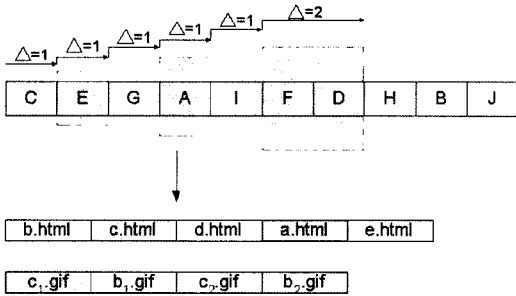 △=1 △=1 △=1 △=1 △=1 △=2
C E G A I F D H B J
b.html c.html d.html a.html e.html
c₁.gif b₁.gif c₂.gif b₂.gif